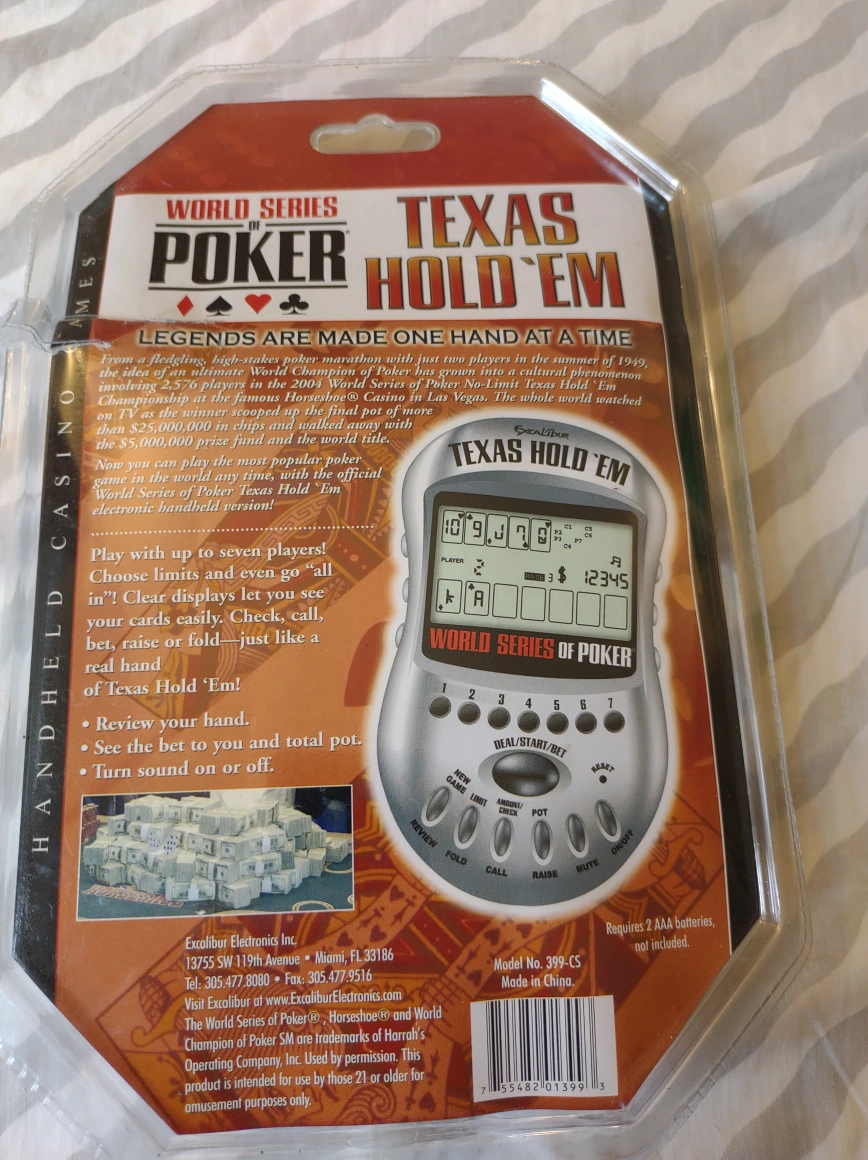 WORLD SERIES
OF
POKER®
TEXAS
HOLD ‘EM
LEGENDS ARE MADE ONE HAND AT A TIME
From a fledgling, high-stakes poker marathon with just two players in the summer of 1949,
the idea of an ultimate World Champion of Poker has grown into a cultural phenomenon
involving 2,576 players in the 2004 World Series of Poker No-Limit Texas Hold ‘Em
Championship at the famous Horseshoe® Casino in Las Vegas. The whole world watched
on TV as the winner scooped up the final pot of more
than $25,000,000 in chips and walked away with
the $5,000,000 prize fund and the world title.
Now you can play the most popular poker
game in the world any time, with the official
World Series of Poker Texas Hold ‘Em
electronic handheld version!
Play with up to seven players!
Choose limits and even go “all
in”! Clear displays let you see
your cards easily. Check, call,
bet, raise or fold—just like a
real hand
of Texas Hold ‘Em!
• Review your hand.
• See the bet to you and total pot.
• Turn sound on or off.
HANDHELD CASINO AMES
EXCALIBUR
TEXAS HOLD ‘EM
10 9 J 7 Q
C1 C5
P2 C6
P3 P7
C4
PLAYER 2 RAISE 3 $ 12345
K A
WORLD SERIES OF POKER
1 2 3 4 5 6 7
DEAL/START/BET
RESET
NEW GAME
LIMIT
AMOUNT/CHECK
POT
REVIEW
FOLD
CALL
RAISE
MUTE
ON/OFF
Requires 2 AAA batteries,
not included.
Model No. 399-CS
Made in China.
Excalibur Electronics Inc.
13755 SW 119th Avenue • Miami, FL 33186
Tel: 305.477.8080 • Fax: 305.477.9516
Visit Excalibur at www.ExcaliburElectronics.com
The World Series of Poker®, Horseshoe® and World
Champion of Poker SM are trademarks of Harrah’s
Operating Company, Inc. Used by permission. This
product is intended for use by those 21 or older for
amusement purposes only.
7 55482 01399 3